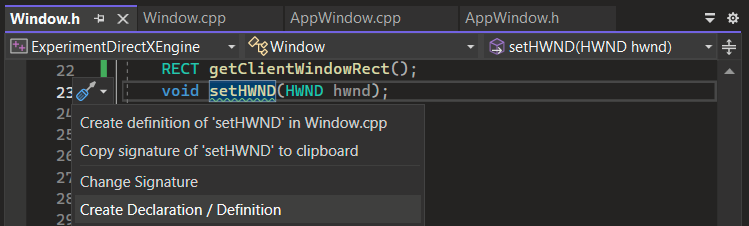 Window.h Window.cpp AppWindow.cpp AppWindow.h
ExperimentDirectXEngine Window setHWND(HWND hwnd)
22 RECT getClientWindowRect();
23 void setHWND(HWND hwnd);
24
Create definition of 'setHWND' in Window.cpp
25
Copy signature of 'setHWND' to clipboard
26
27
Change Signature
28
Create Declaration / Definition
29